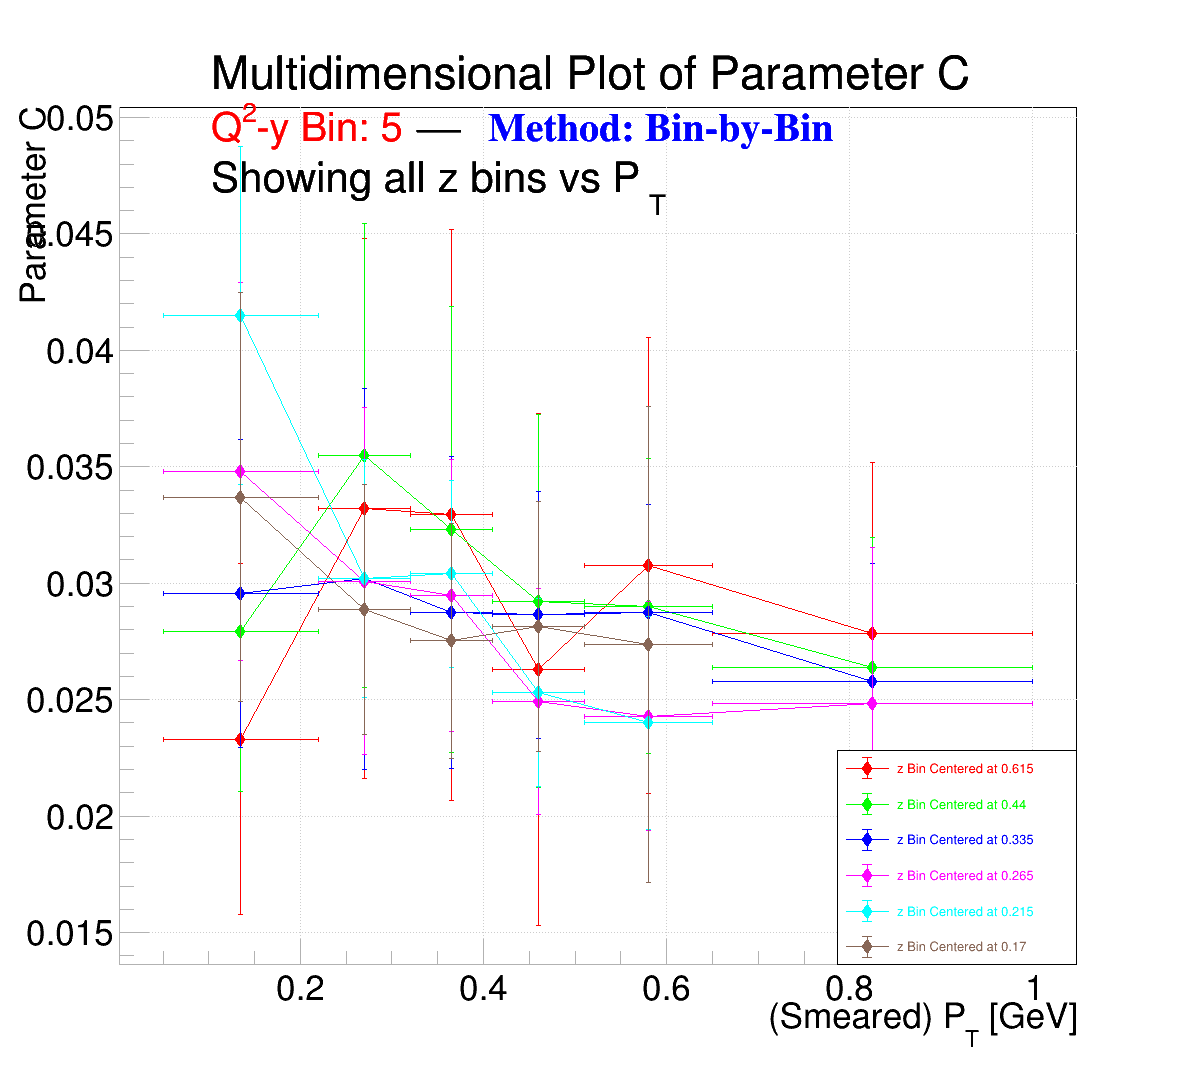 Multidimensional Plot of Parameter C
Q2-y Bin: 5 — Method: Bin-by-Bin
Showing all z bins vs P T
Parameter C
0.05
0.045
0.04
0.035
0.03
0.025
0.02
0.015
0.2 0.4 0.6 0.8 1
(Smeared) P T [GeV]
z Bin Centered at 0.615
z Bin Centered at 0.44
z Bin Centered at 0.335
z Bin Centered at 0.265
z Bin Centered at 0.215
z Bin Centered at 0.17